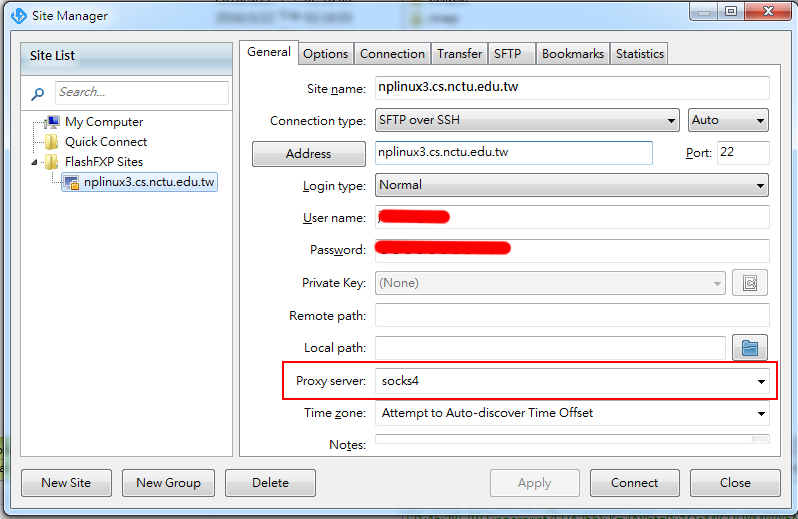 Site Manager
Site List
Search...
My Computer
Quick Connect
FlashFXP Sites
nplinux3.cs.nctu.edu.tw
General Options Connection Transfer SFTP Bookmarks Statistics
Site name: nplinux3.cs.nctu.edu.tw
Connection type: SFTP over SSH Auto
Address nplinux3.cs.nctu.edu.tw Port: 22
Login type: Normal
User name:
Password:
Private Key: (None)
Remote path:
Local path:
Proxy server: socks4
Time zone: Attempt to Auto-discover Time Offset
Notes:
New Site New Group Delete Apply Connect Close